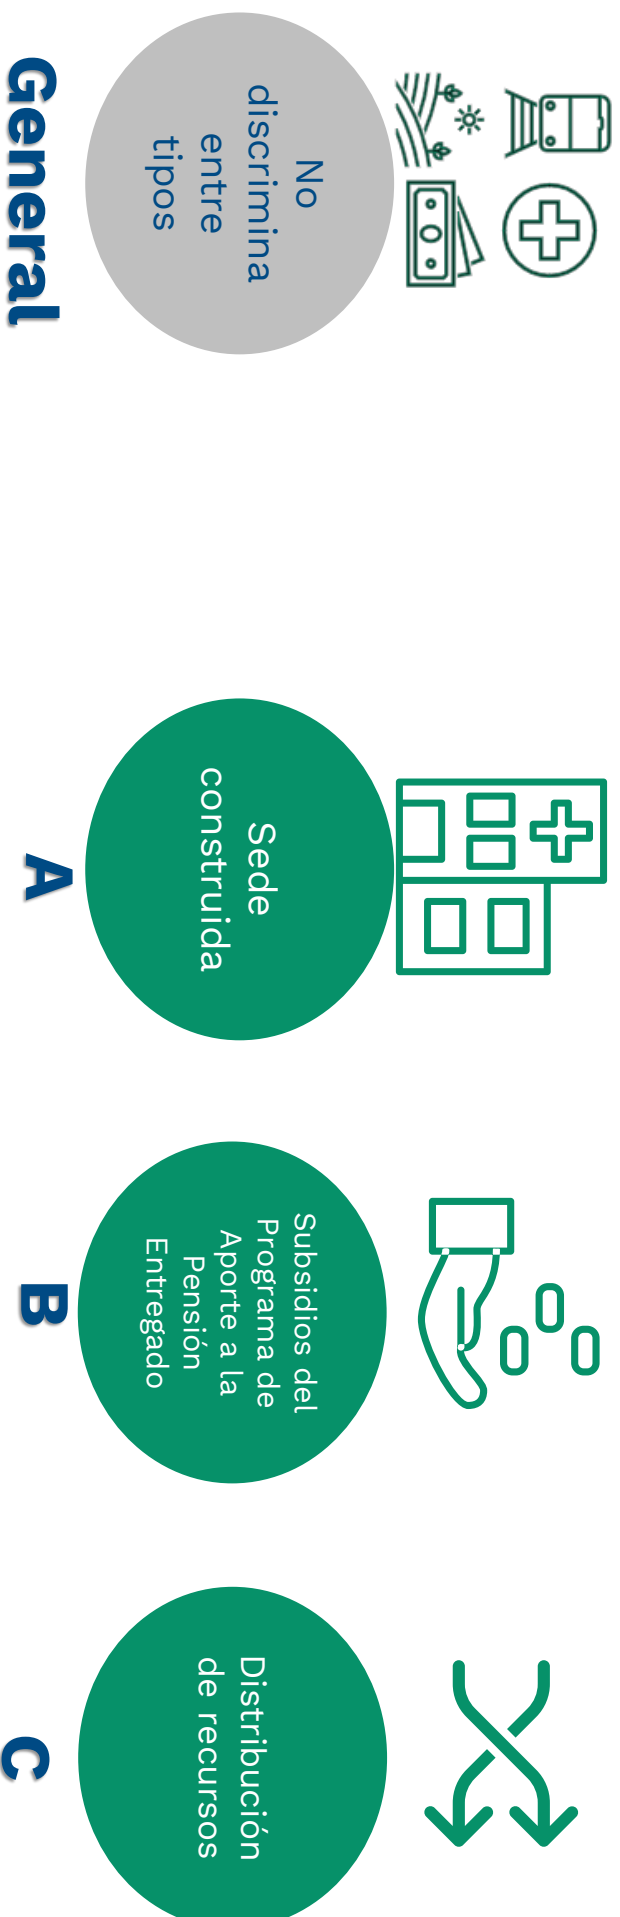 No
discrimina
entre
tipos
General
Sede
construida
A
Subsidios del
Programa de
Aporte a la
Pensión
Entregado
B
Distribución
de recursos
C